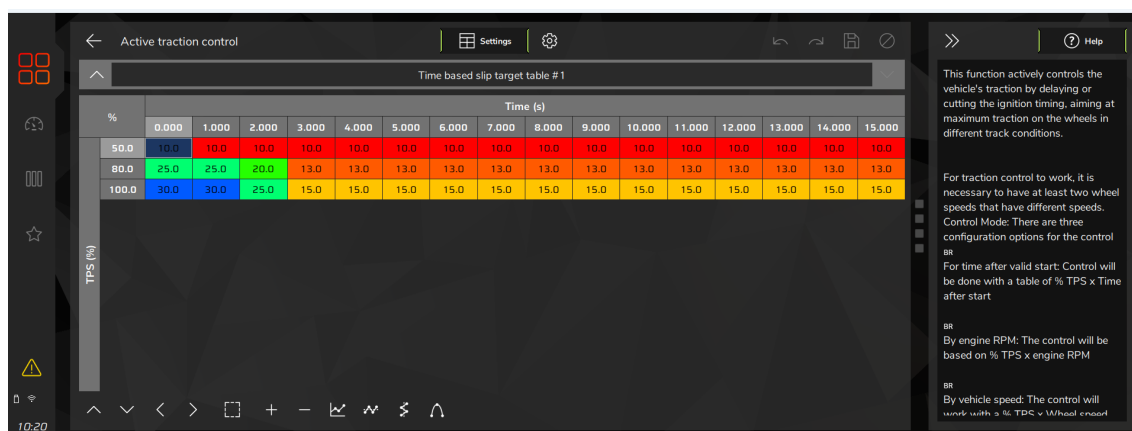 Active traction control
Settings
Help
Time based slip target table #1
% Time (s)
0.000 1.000 2.000 3.000 4.000 5.000 6.000 7.000 8.000 9.000 10.000 11.000 12.000 13.000 14.000 15.000
50.0 10.0 10.0 10.0 10.0 10.0 10.0 10.0 10.0 10.0 10.0 10.0 10.0 10.0 10.0 10.0 10.0
80.0 25.0 25.0 20.0 13.0 13.0 13.0 13.0 13.0 13.0 13.0 13.0 13.0 13.0 13.0 13.0 13.0
100.0 30.0 30.0 25.0 15.0 15.0 15.0 15.0 15.0 15.0 15.0 15.0 15.0 15.0 15.0 15.0 15.0
TPS (%)
10:20
This function actively controls the
vehicle's traction by delaying or
cutting the ignition timing, aiming at
maximum traction on the wheels in
different track conditions.
For traction control to work, it is
necessary to have at least two wheel
speeds that have different speeds.
Control Mode: There are three
configuration options for the control
BR
For time after valid start: Control will
be done with a table of % TPS x Time
after start
BR
By engine RPM: The control will be
based on % TPS x engine RPM
BR
By vehicle speed: The control will
work with a % TPS x Wheel speed